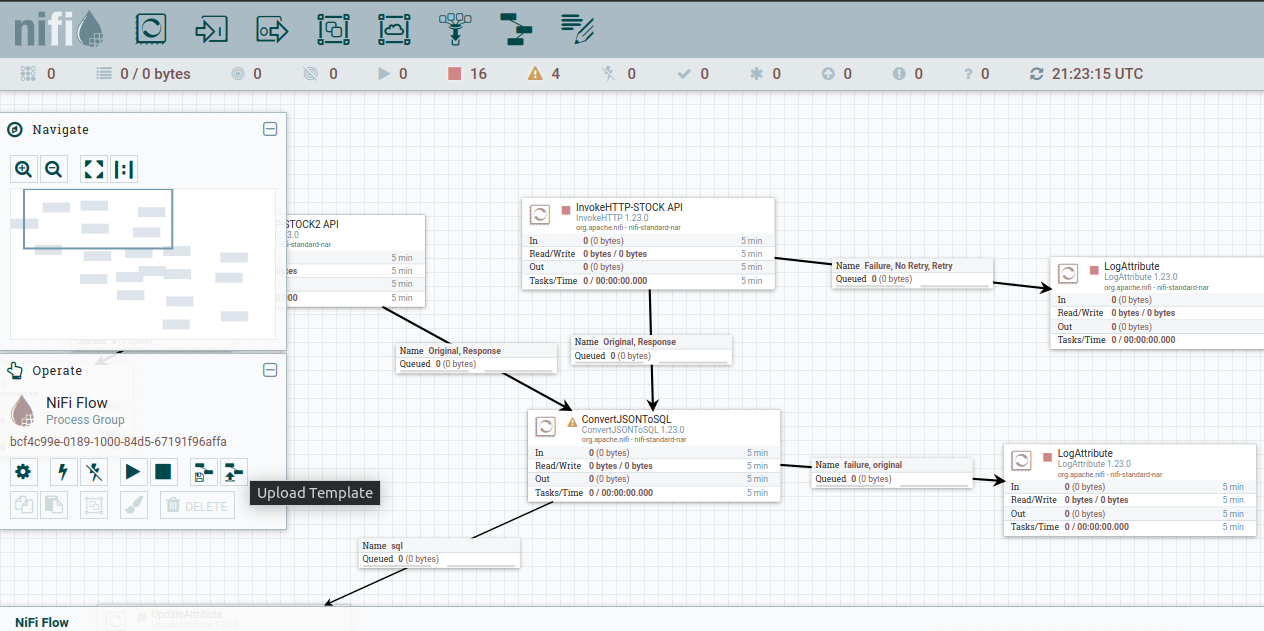 nifi
0 0 / 0 bytes 0 0 0 16 4 0 0 0 0 0 ? 0 21:23:15 UTC
Navigate
Operate
NiFi Flow
Process Group
bcf4c99e-0189-1000-84d5-67191f96affa
DELETE
Upload Template
STOCK2 API
5 min
5 min
5 min
5 min
InvokeHTTP-STOCK API
InvokeHTTP 1.23.0
org.apache.nifi - nifi-standard-nar
In 0 (0 bytes) 5 min
Read/Write 0 bytes / 0 bytes 5 min
Out 0 (0 bytes) 5 min
Tasks/Time 0 / 00:00:00.000 5 min
Name Failure, No Retry, Retry
Queued 0 (0 bytes)
LogAttribute
LogAttribute 1.23.0
org.apache.nifi - nifi-standard-nar
In 0 (0 bytes)
Read/Write 0 bytes / 0 bytes
Out 0 (0 bytes)
Tasks/Time 0 / 00:00:00.000
Name Original, Response
Queued 0 (0 bytes)
Name Original, Response
Queued 0 (0 bytes)
ConvertJSONToSQL
ConvertJSONToSQL 1.23.0
org.apache.nifi - nifi-standard-nar
In 0 (0 bytes) 5 min
Read/Write 0 bytes / 0 bytes 5 min
Out 0 (0 bytes) 5 min
Tasks/Time 0 / 00:00:00.000 5 min
Name failure, original
Queued 0 (0 bytes)
LogAttribute
LogAttribute 1.23.0
org.apache.nifi - nifi-standard-nar
In 0 (0 bytes) 5 min
Read/Write 0 bytes / 0 bytes 5 min
Out 0 (0 bytes) 5 min
Tasks/Time 0 / 00:00:00.000 5 min
Name sql
Queued 0 (0 bytes)
UpdateAttribute
UpdateAttribute 1.23.0
NiFi Flow